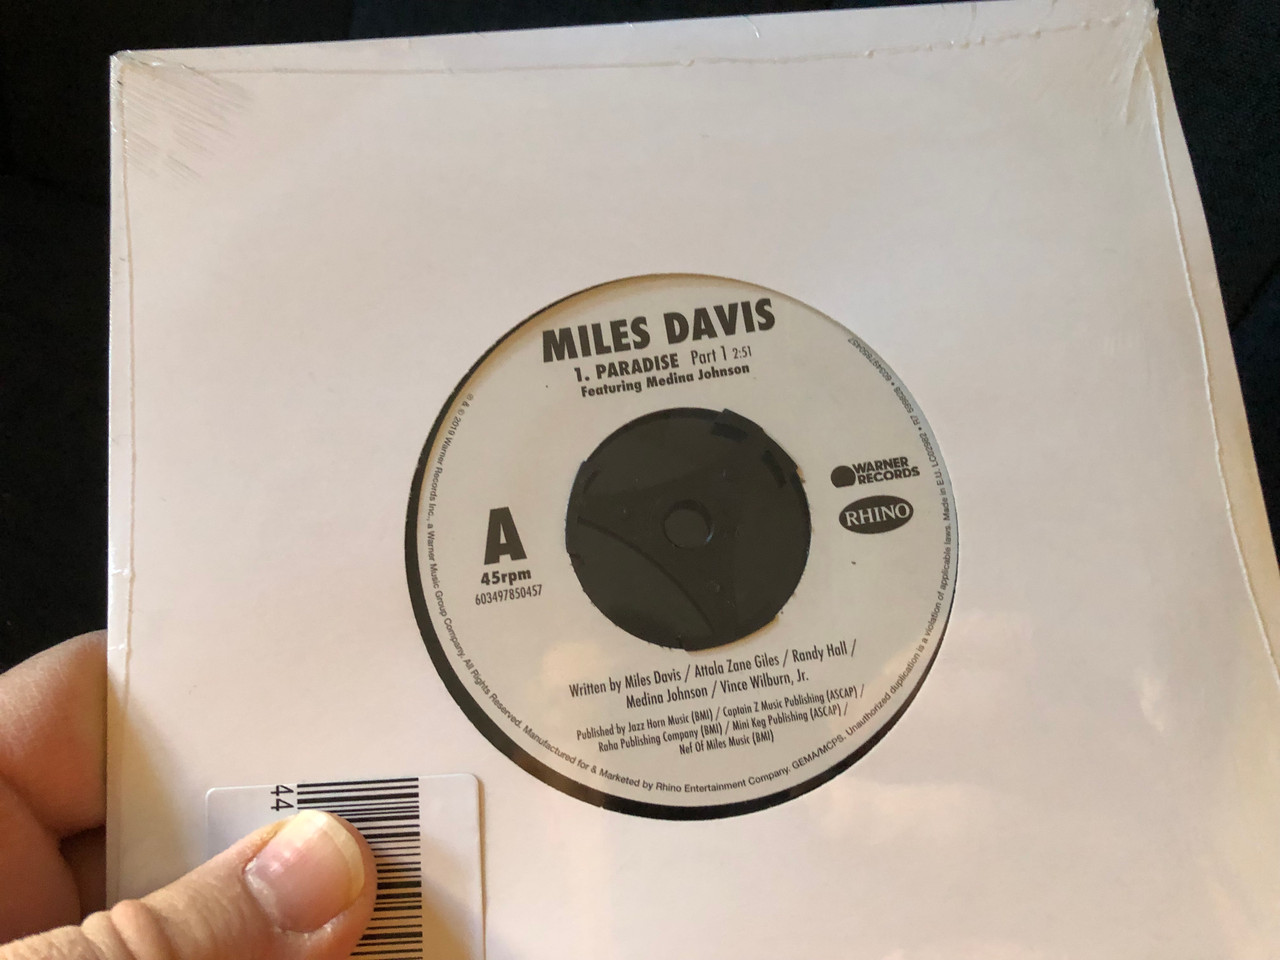 MILES DAVIS
1. PARADISE Part 1 2:51
Featuring Medina Johnson
WARNER
RECORDS
RHINO
A
45rpm
603497850457
Written by Miles Davis / Attala Zane Giles / Randy Hall /
Medina Johnson / Vince Wilburn, Jr.
Published by Jazz Horn Music (BMI) / Captain Z Music Publishing (ASCAP) /
Raha Publishing Company (BMI) / Mini Keg Publishing (ASCAP) /
Nef Of Miles Music (BMI)
℗ & © 2019 Warner Records Inc., a Warner Music Group Company. All Rights Reserved. Manufactured for & Marketed by Rhino Entertainment Company. GEMA/MCPS. Unauthorized duplication is a violation of applicable laws. Made in E.U. LC02982 • R7 • 603497850457
44